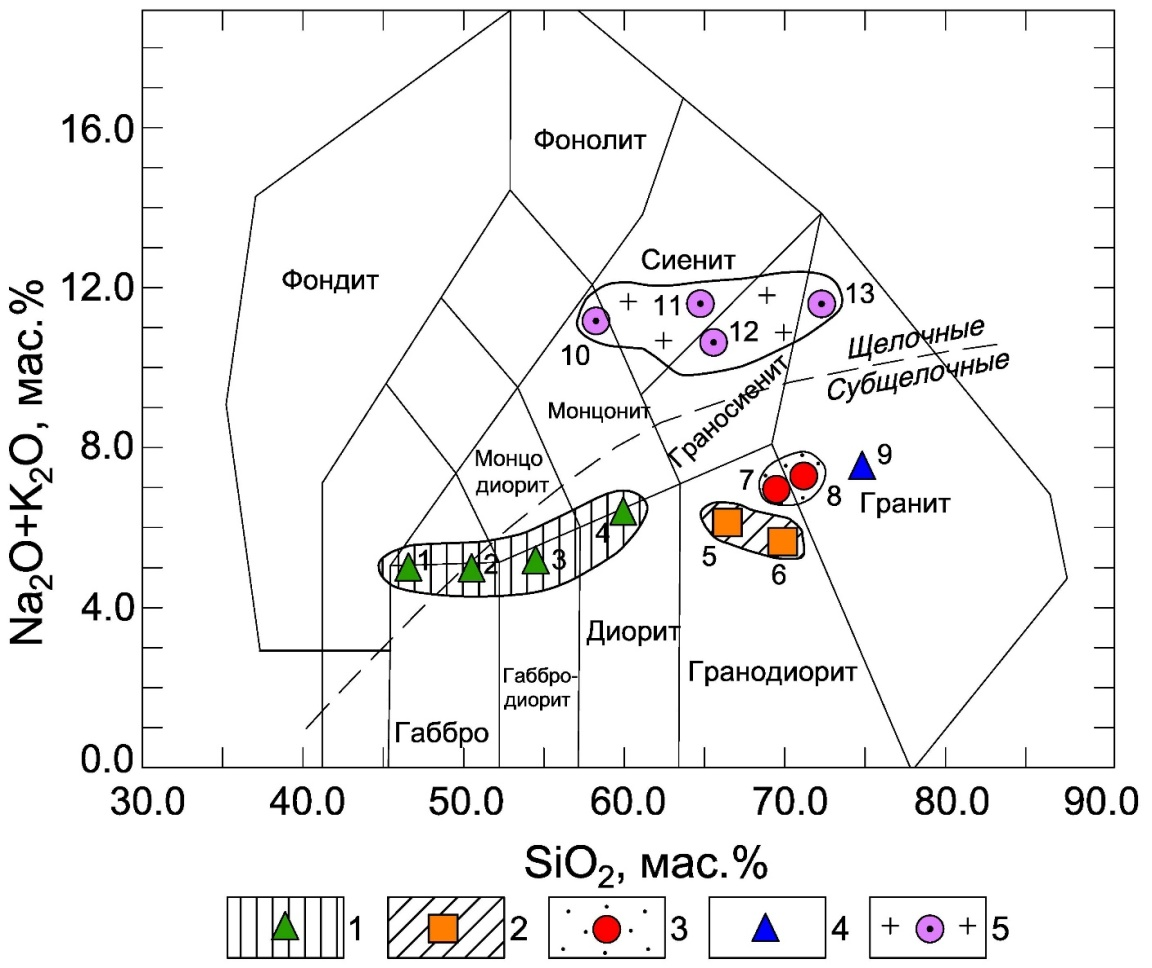 Na₂O+K₂O, мас.%
16.0
12.0
8.0
4.0
0.0
Фонолит
Фондит
Сиенит
11
13
12
10
Щелочные
Субщелочные
Монцонит
Граносиенит
Монцо
диорит
7
8
9
Гранит
1
2
3
4
5
6
Диорит
Габбро-
диорит
Гранодиорит
Габбро
30.0 40.0 50.0 60.0 70.0 80.0 90.0
SiO₂, мас.%
1 2 3 4 5